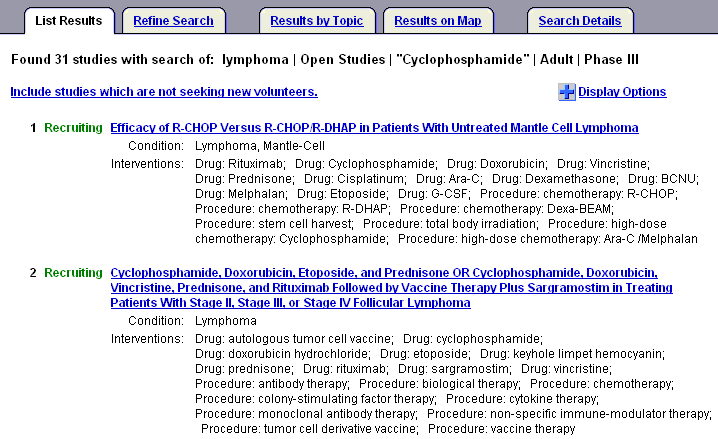 List Results Refine Search Results by Topic Results on Map Search Details
Found 31 studies with search of: lymphoma | Open Studies | "Cyclophosphamide" | Adult | Phase III
Include studies which are not seeking new volunteers. Display Options
1 Recruiting Efficacy of R-CHOP Versus R-CHOP/R-DHAP in Patients With Untreated Mantle Cell Lymphoma
Condition: Lymphoma, Mantle-Cell
Interventions: Drug: Rituximab; Drug: Cyclophosphamide; Drug: Doxorubicin; Drug: Vincristine;
Drug: Prednisone; Drug: Cisplatinum; Drug: Ara-C; Drug: Dexamethasone; Drug: BCNU;
Drug: Melphalan; Drug: Etoposide; Drug: G-CSF; Procedure: chemotherapy: R-CHOP;
Procedure: chemotherapy: R-DHAP; Procedure: chemotherapy: Dexa-BEAM;
Procedure: stem cell harvest; Procedure: total body irradiation; Procedure: high-dose
chemotherapy: Cyclophosphamide; Procedure: high-dose chemotherapy: Ara-C /Melphalan
2 Recruiting Cyclophosphamide, Doxorubicin, Etoposide, and Prednisone OR Cyclophosphamide, Doxorubicin,
Vincristine, Prednisone, and Rituximab Followed by Vaccine Therapy Plus Sargramostim in Treating
Patients With Stage II, Stage III, or Stage IV Follicular Lymphoma
Condition: Lymphoma
Interventions: Drug: autologous tumor cell vaccine; Drug: cyclophosphamide;
Drug: doxorubicin hydrochloride; Drug: etoposide; Drug: keyhole limpet hemocyanin;
Drug: prednisone; Drug: rituximab; Drug: sargramostim; Drug: vincristine;
Procedure: antibody therapy; Procedure: biological therapy; Procedure: chemotherapy;
Procedure: colony-stimulating factor therapy; Procedure: cytokine therapy;
Procedure: monoclonal antibody therapy; Procedure: non-specific immune-modulator therapy;
Procedure: tumor cell derivative vaccine; Procedure: vaccine therapy